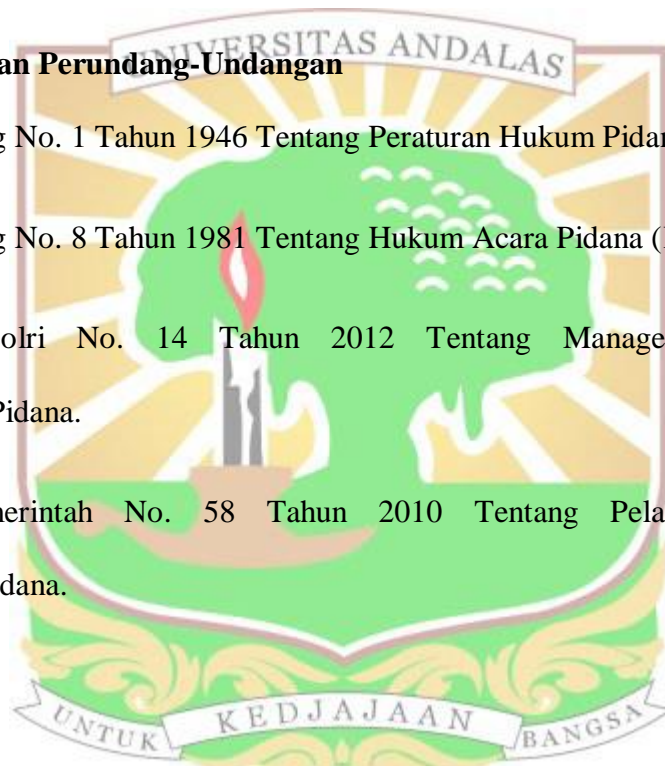 UNIVERSITAS ANDALAS
an Perundang-Undangan
g No. 1 Tahun 1946 Tentang Peraturan Hukum Pidan
g No. 8 Tahun 1981 Tentang Hukum Acara Pidana (
olri No. 14 Tahun 2012 Tentang Manage
Pidana.
erintah No. 58 Tahun 2010 Tentang Pela
dana.
UNTUK KEDJAJAAN BANGSA